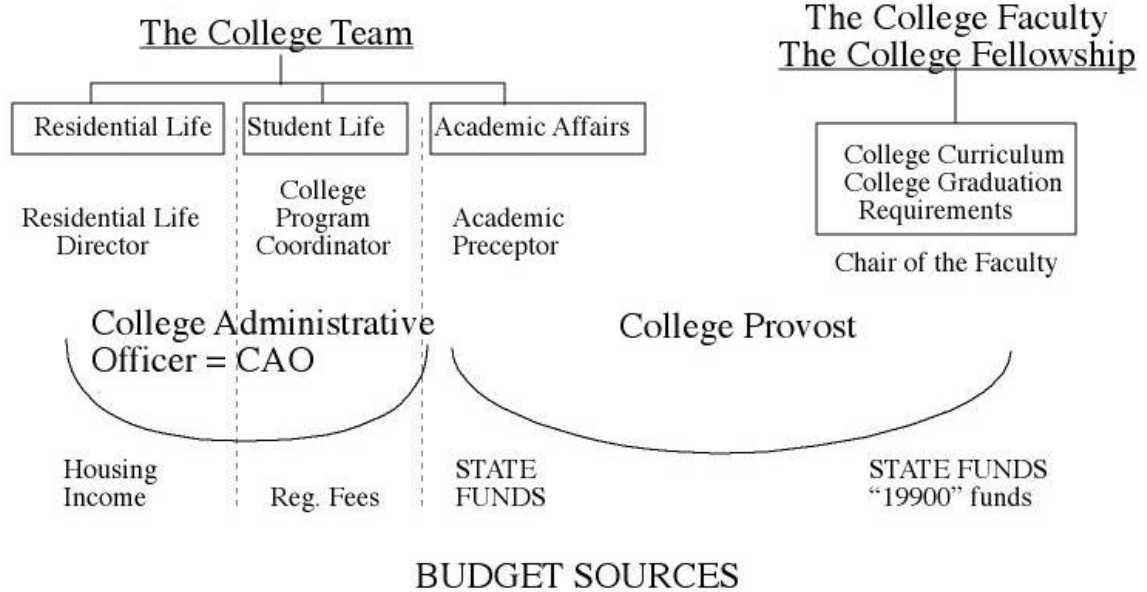 The College Team
The College Faculty
The College Fellowship
Residential Life
Student Life
Academic Affairs
College Curriculum
College Graduation
Requirements
Residential Life
Director
College
Program
Coordinator
Academic
Preceptor
Chair of the Faculty
College Administrative
Officer = CAO
College Provost
Housing
Income
Reg. Fees
STATE
FUNDS
STATE FUNDS
“19900” funds
BUDGET SOURCES